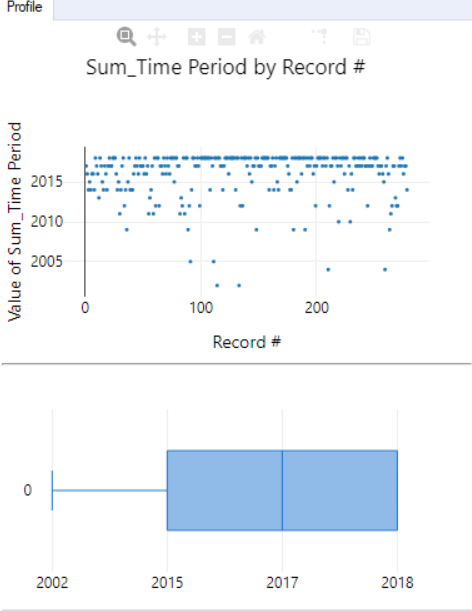 Profile
Sum_Time Period by Record #
Value of Sum_Time Period
2015
2010
2005
0
100
200
Record #
0
2002
2015
2017
2018